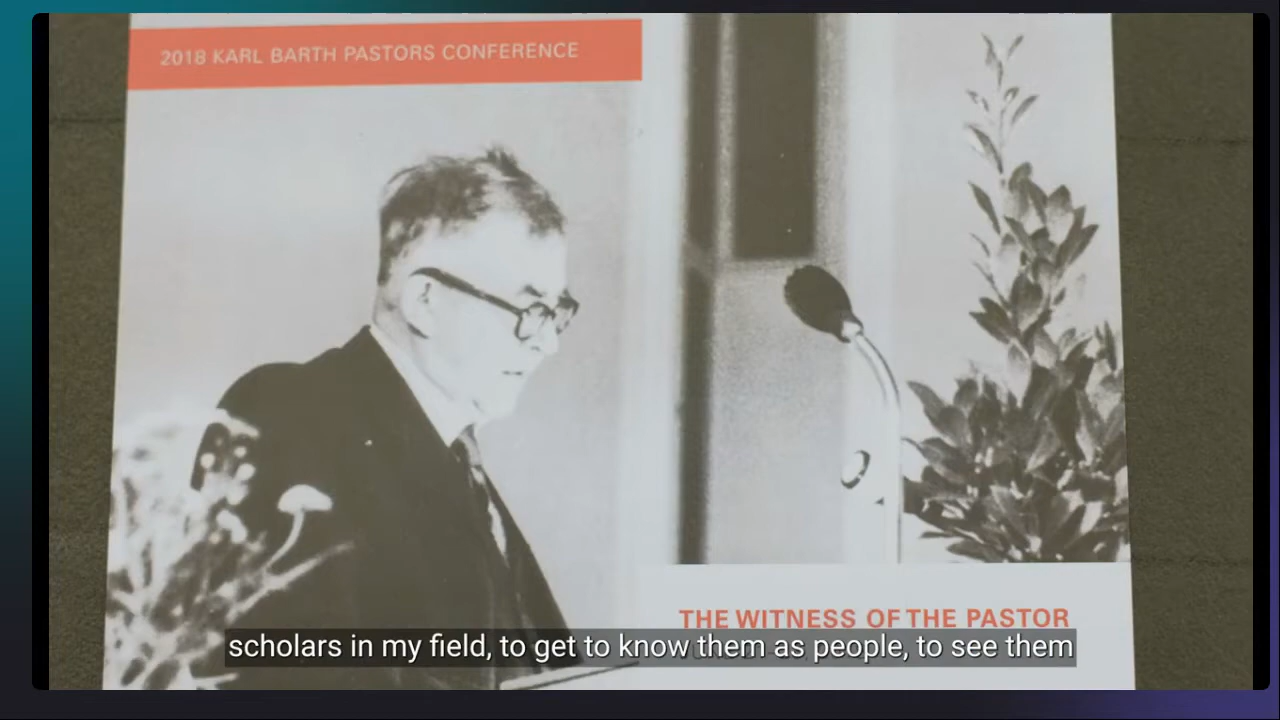 2018 KARL BARTH PASTORS CONFERENCE
THE WITNESS OF THE PASTOR
scholars in my field, to get to know them as people, to see them